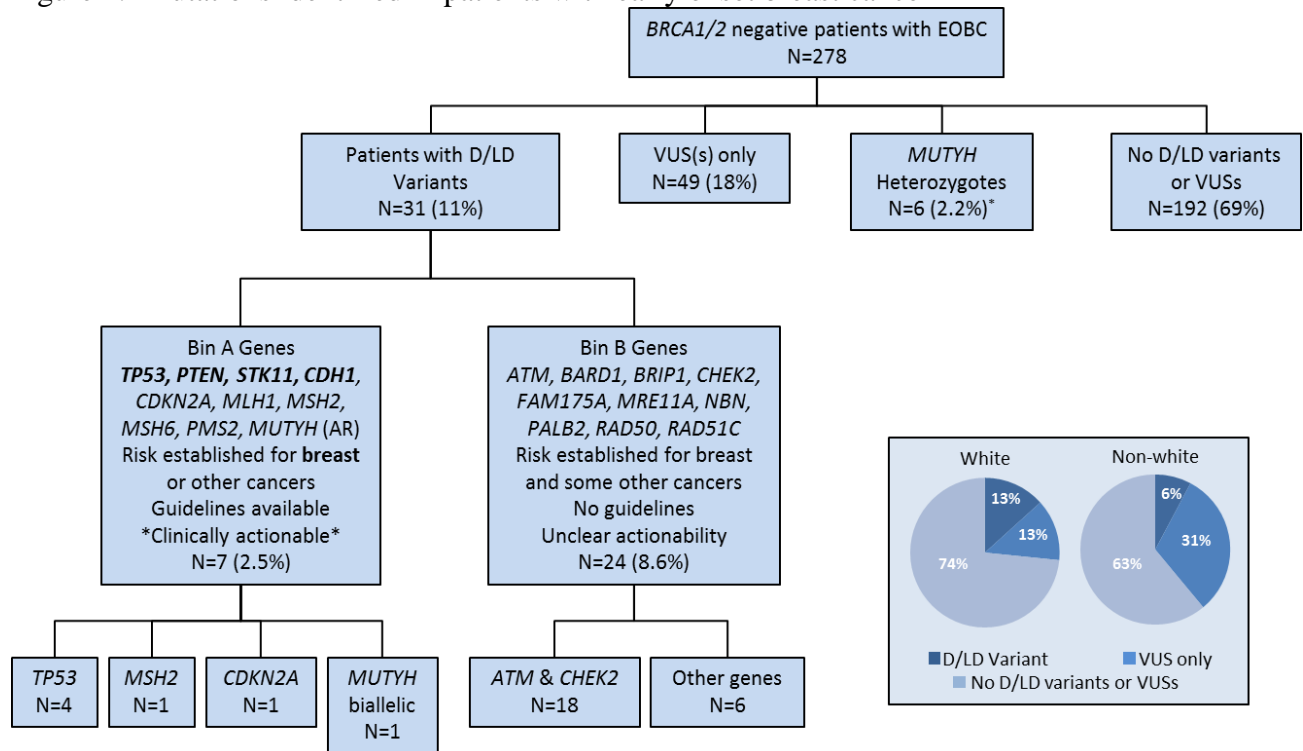 BRCA1/2 negative patients with EOBC
N=278
Patients with D/LD
Variants
N=31 (11%)
VUS(s) only
N=49 (18%)
MUTYH
Heterozygotes
N=6 (2.2%)*
No D/LD variants
or VUSs
N=192 (69%)
Bin A Genes
TP53, PTEN, STK11, CDH1,
CDKN2A, MLH1, MSH2,
MSH6, PMS2, MUTYH (AR)
Risk established for breast
or other cancers
Guidelines available
*Clinically actionable*
N=7 (2.5%)
Bin B Genes
ATM, BARD1, BRIP1, CHEK2,
FAM175A, MRE11A, NBN,
PALB2, RAD50, RAD51C
Risk established for breast
and some other cancers
No guidelines
Unclear actionability
N=24 (8.6%)
TP53
N=4
MSH2
N=1
CDKN2A
N=1
MUTYH
biallelic
N=1
ATM & CHEK2
N=18
Other genes
N=6
White
13%
13%
74%
Non-white
6%
31%
63%
D/LD Variant
VUS only
No D/LD variants or VUSs